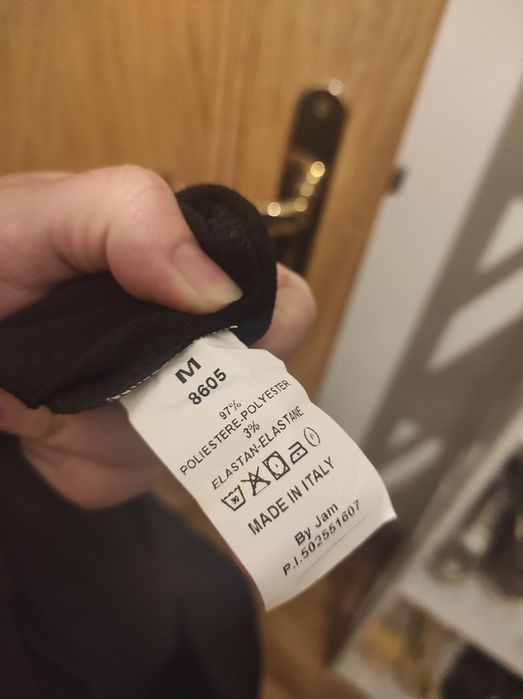 M
8605
97%
POLIESTERE-POLYESTER
3%
ELASTAN-ELASTANE
P
MADE IN ITALY
By Jam
P.I.502551607